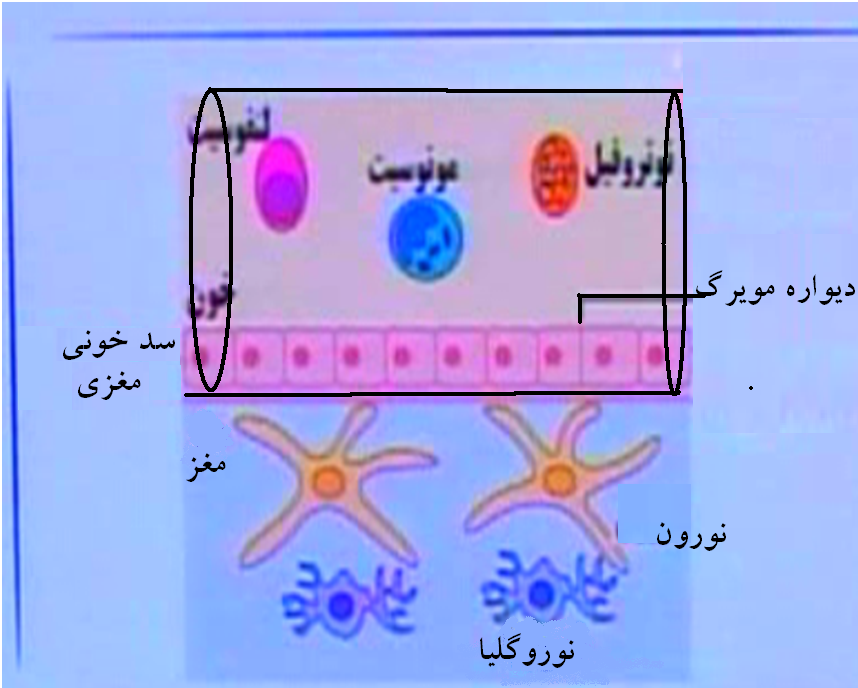 لنفوسیت
مونوسیت
نوتروفیل
خون
دیواره مویرگ
سد خونی
مغزی
مغز
نورون
نوروگلیا